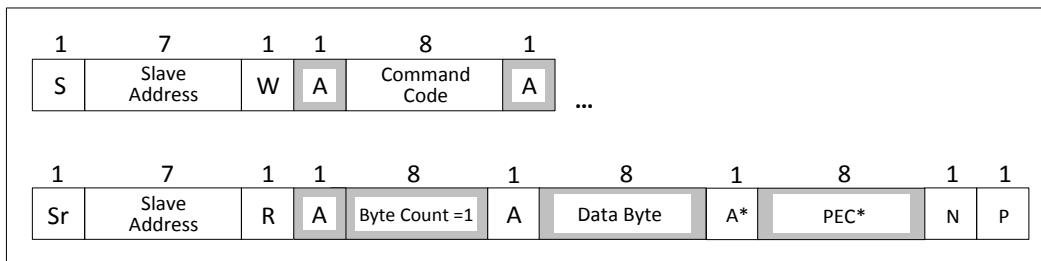 1 7 1 1 8 1
S Slave Address W A Command Code A ...
1 7 1 1 8 1 8 1 8 1 1
Sr Slave Address R A Byte Count =1 A Data Byte A* PEC* N P